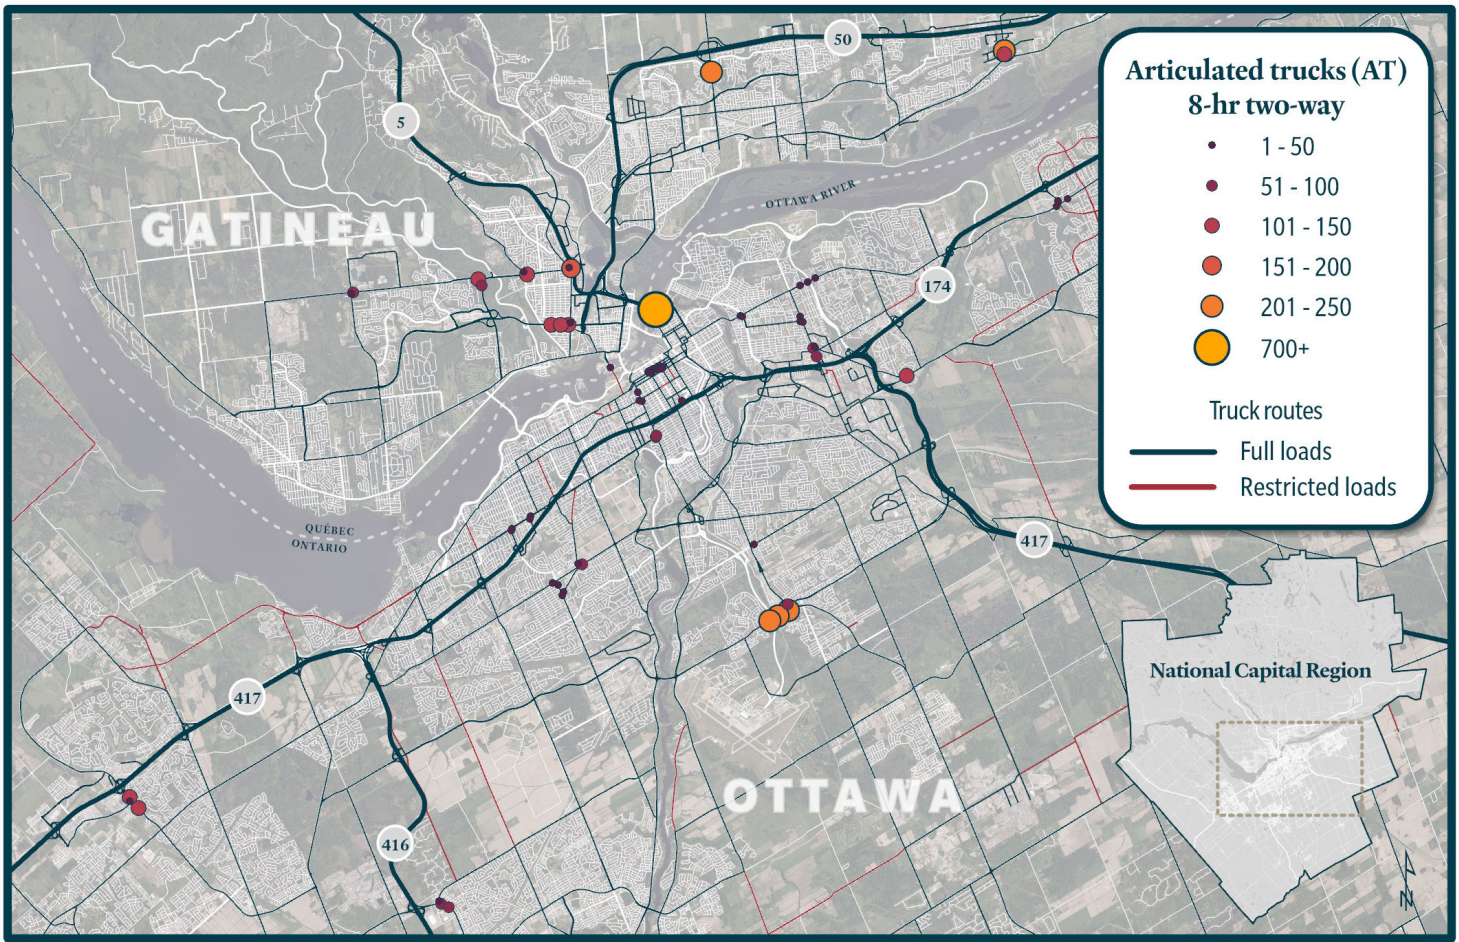 50
5
GATINEAU
OTTAWA RIVER
174
QUÉBEC
ONTARIO
417
417
416
OTTAWA
Articulated trucks (AT)
8-hr two-way
1 - 50
51 - 100
101 - 150
151 - 200
201 - 250
700+
Truck routes
Full loads
Restricted loads
National Capital Region
N